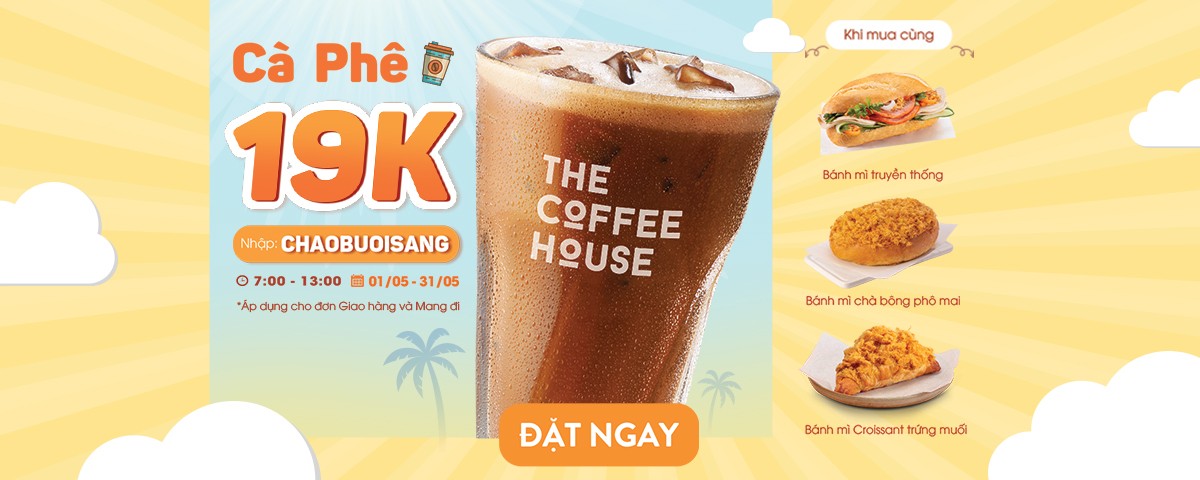 Cà Phê
19K
Nhập: CHAOBUOISANG
7:00 - 13:00 01/05 - 31/05
*Áp dụng cho đơn Giao hàng và Mang đi
THE
COFFEE
HOUSE
ĐẶT NGAY
Khi mua cùng
Bánh mì truyền thống
Bánh mì chà bông phô mai
Bánh mì Croissant trứng muối